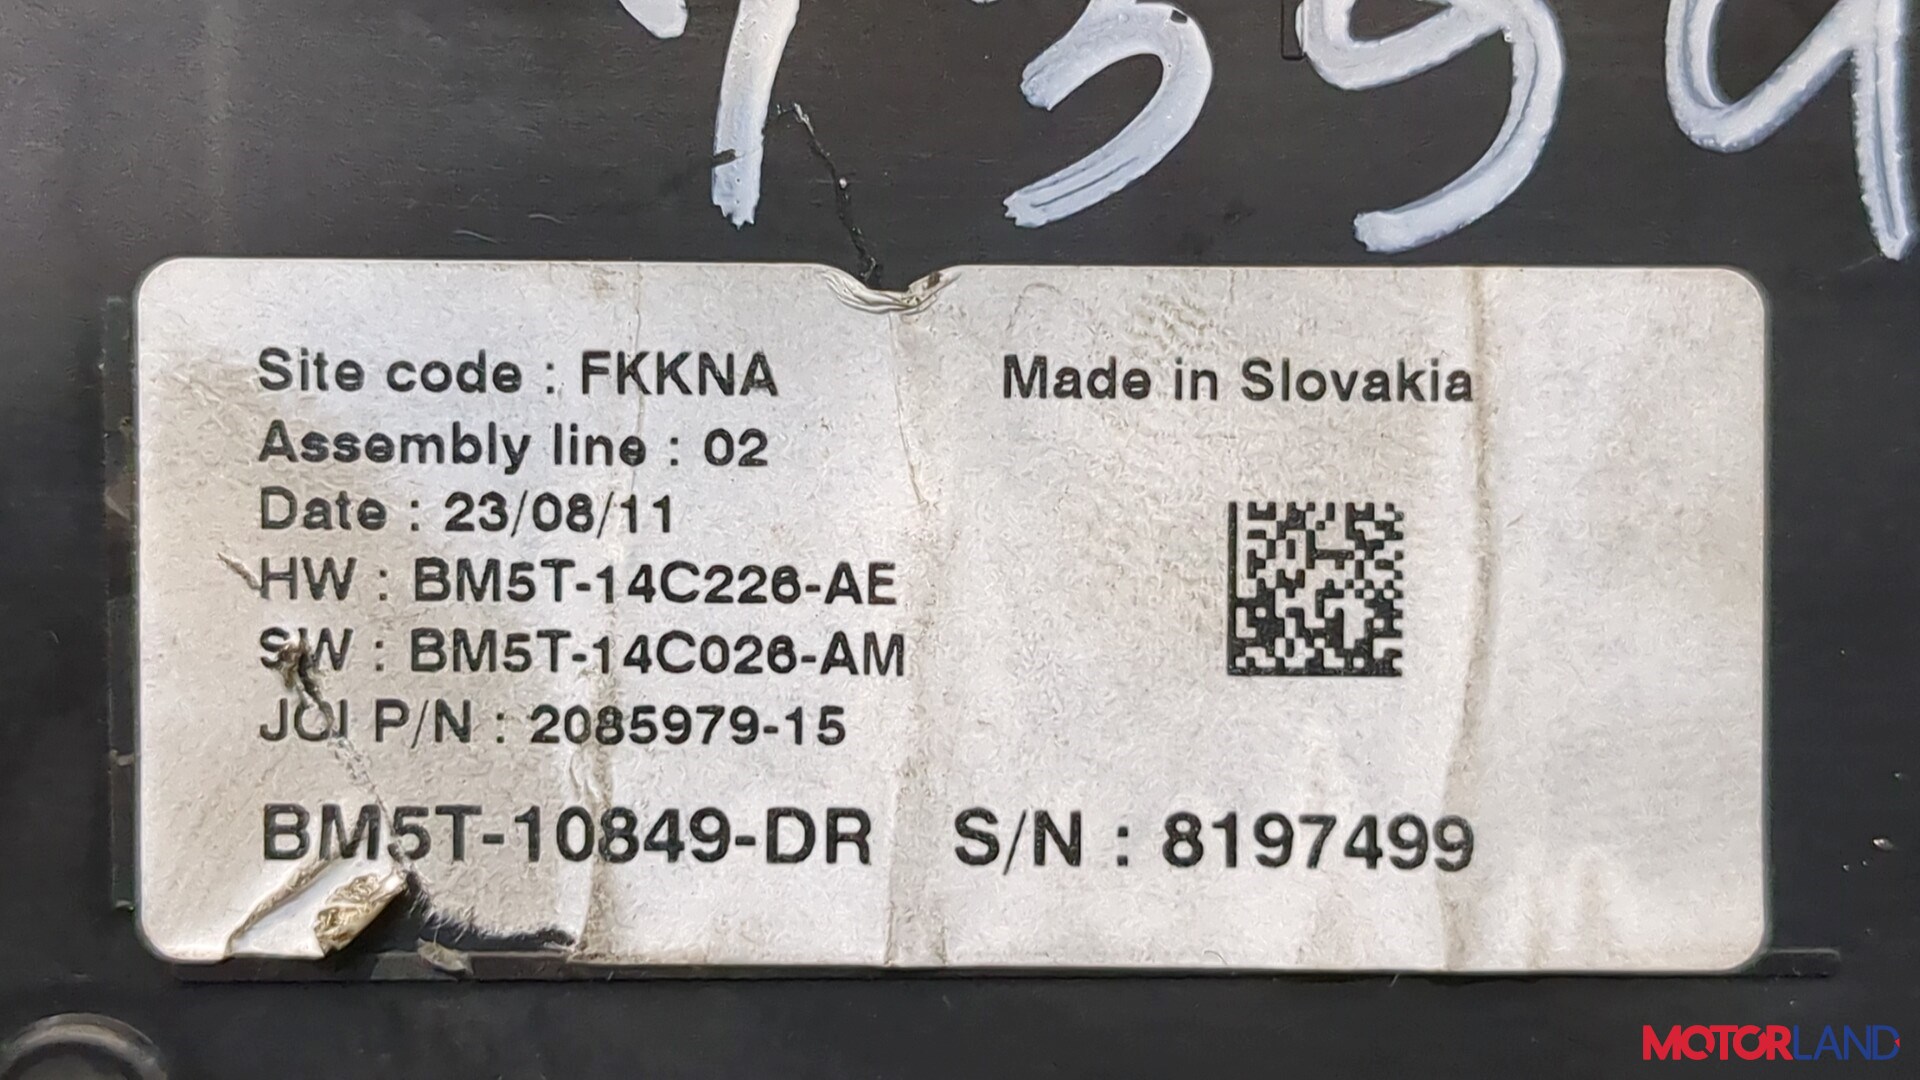 7399
Site code : FKKNA
Made in Slovakia
Assembly line : 02
Date : 23/08/11
HW : BM5T-14C226-AE
SW : BM5T-14C026-AM
JCI P/N : 2085979-15
BM5T-10849-DR S/N : 8197499
MOTORLAND